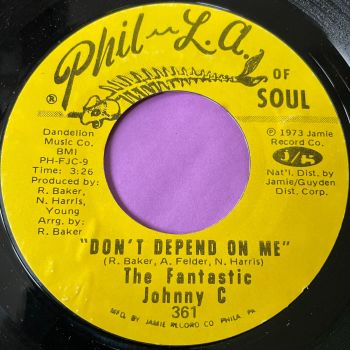 Phil-L.A.
OF
SOUL
®
Dandelion
Music Co.
BMI
PH-FJC-9
Time: 3:26
Produced by:
R. Baker,
N. Harris,
Young
Arr. by:
R. Baker
℗ 1973 Jamie
Record Co.
J/G
Nat'l. Dist. by
Jamie/Guyden
Dist. Corp.
"DON'T DEPEND ON ME"
(R. Baker, A. Felder, N. Harris)
The Fantastic
Johnny C
361
MFG. BY JAMIE RECORD CO PHILA PA